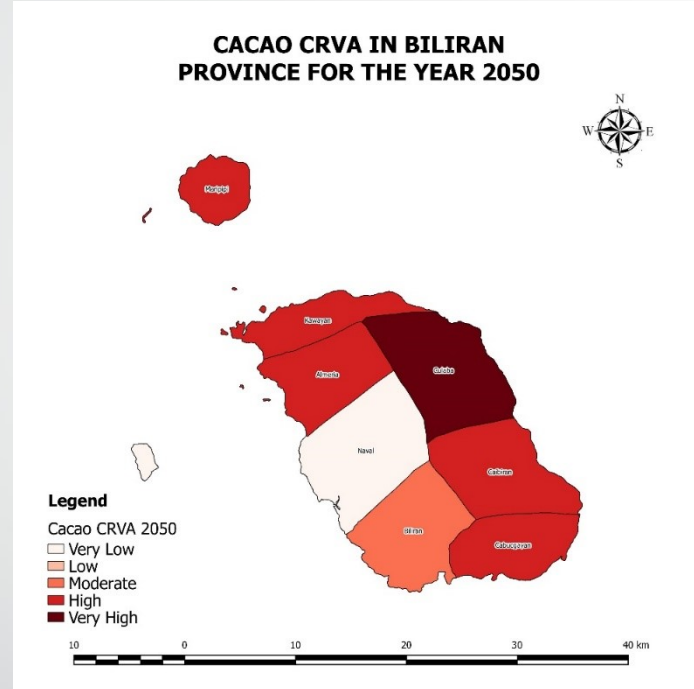 CACAO CRVA IN BILIRAN
PROVINCE FOR THE YEAR 2050
N
W E
S
Maripipi
Kawayan
Almeria
Culaba
Naval
Caibiran
Biliran
Cabucgayan
Legend
Cacao CRVA 2050
Very Low
Low
Moderate
High
Very High
10 0 10 20 30 40 km